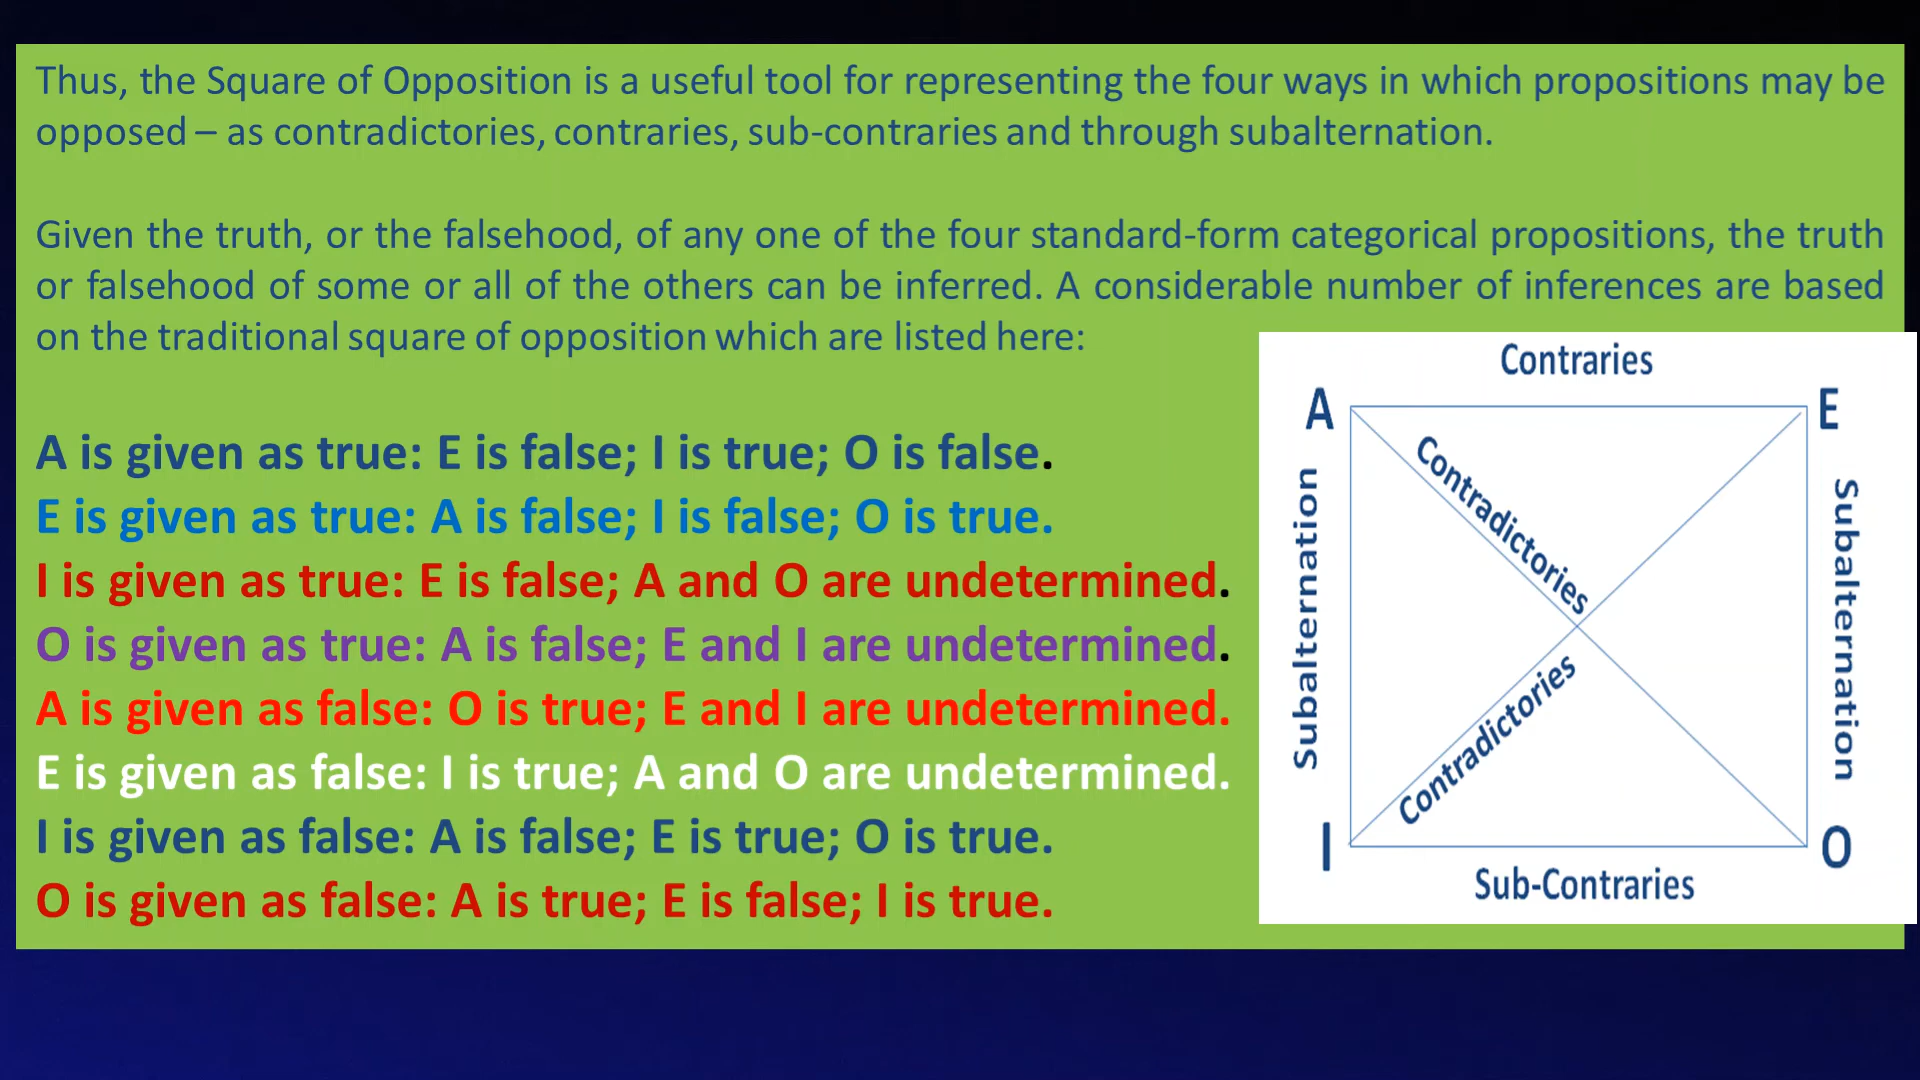 Thus, the Square of Opposition is a useful tool for representing the four ways in which propositions may be
opposed – as contradictories, contraries, sub-contraries and through subalternation.
Given the truth, or the falsehood, of any one of the four standard-form categorical propositions, the truth
or falsehood of some or all of the others can be inferred. A considerable number of inferences are based
on the traditional square of opposition which are listed here:
A is given as true: E is false; I is true; O is false.
E is given as true: A is false; I is false; O is true.
I is given as true: E is false; A and O are undetermined.
O is given as true: A is false; E and I are undetermined.
A is given as false: O is true; E and I are undetermined.
E is given as false: I is true; A and O are undetermined.
I is given as false: A is false; E is true; O is true.
O is given as false: A is true; E is false; I is true.
Contraries
A
E
Contradictories
Subalternation
Subalternation
Contradictories
I
O
Sub-Contraries